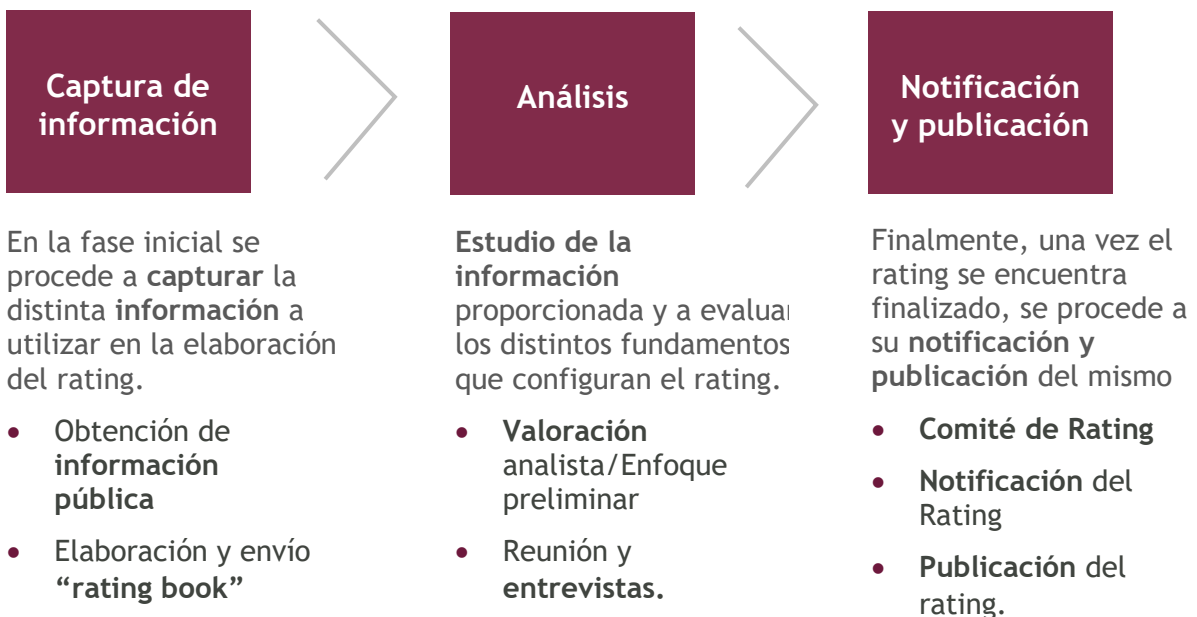 Captura de
información
En la fase inicial se
procede a capturar la
distinta información a
utilizar en la elaboración
del rating.
• Obtención de
información
pública
• Elaboración y envío
“rating book”
Análisis
Estudio de la
información
proporcionada y a evaluar
los distintos fundamentos
que configuran el rating.
• Valoración
analista/Enfoque
preliminar
• Reunión y
entrevistas.
Notificación
y publicación
Finalmente, una vez el
rating se encuentra
finalizado, se procede a
su notificación y
publicación del mismo
• Comité de Rating
• Notificación del
Rating
• Publicación del
rating.